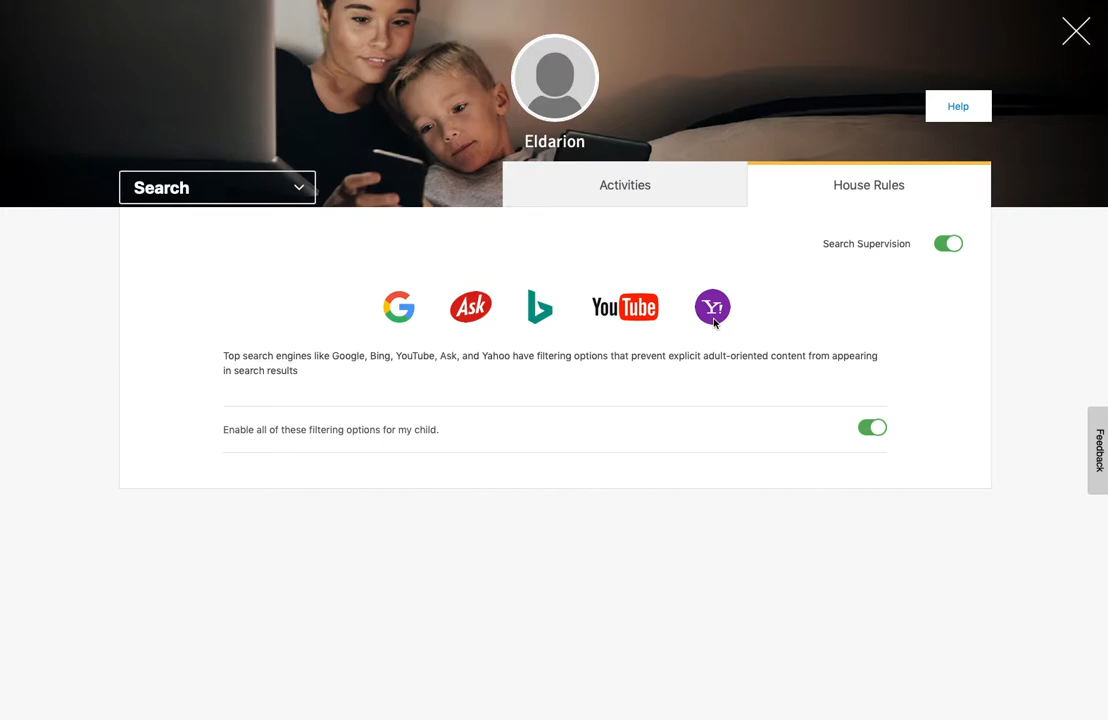 Help
Eldarion
Search
Activities
House Rules
Search Supervision
Ask
YouTube
Y!
Top search engines like Google, Bing, YouTube, Ask, and Yahoo have filtering options that prevent explicit adult-oriented content from appearing
in search results
Enable all of these filtering options for my child.
Feedback